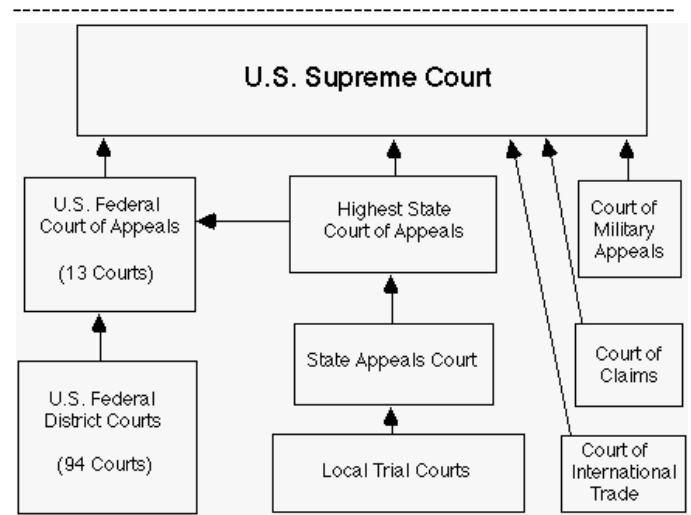 U.S. Supreme Court
U.S. Federal
Court of Appeals
(13 Courts)
Highest State
Court of Appeals
Court of
Military
Appeals
U.S. Federal
District Courts
(94 Courts)
State Appeals Court
Court of
Claims
Local Trial Courts
Court of
International
Trade